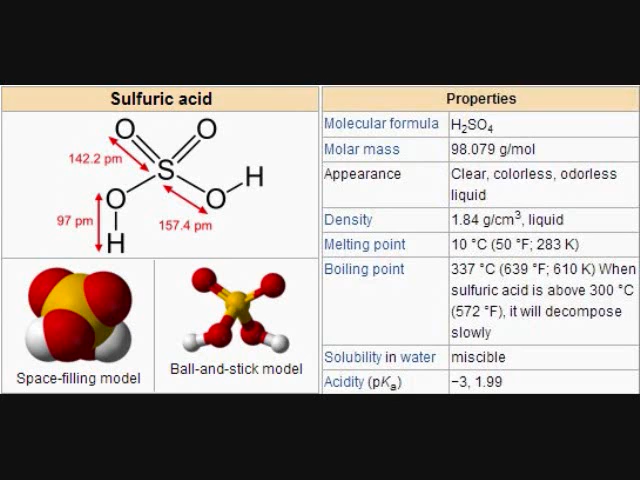 Sulfuric acid
O O
142.2 pm
S
H
O
O
97 pm
157.4 pm
H
Space-filling model
Ball-and-stick model
Properties
Molecular formula H₂SO₄
Molar mass 98.079 g/mol
Appearance Clear, colorless, odorless
liquid
Density 1.84 g/cm³, liquid
Melting point 10 °C (50 °F; 283 K)
Boiling point 337 °C (639 °F; 610 K) When
sulfuric acid is above 300 °C
(572 °F), it will decompose
slowly
Solubility in water miscible
Acidity (pKₐ) −3, 1.99